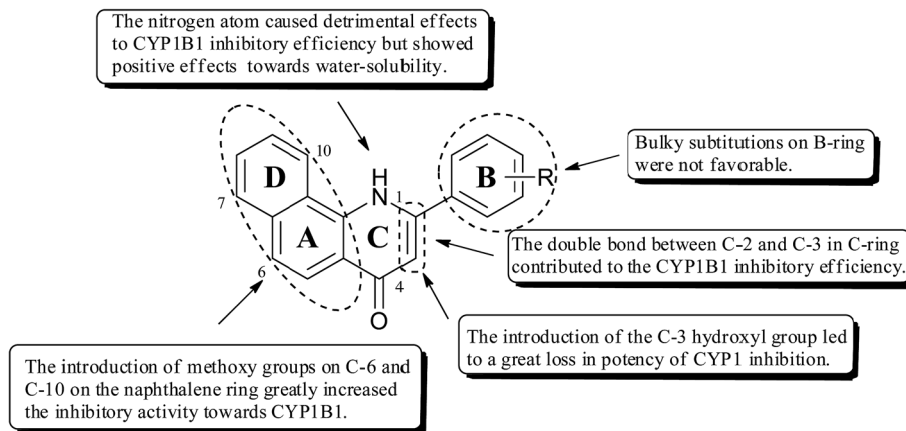 The nitrogen atom caused detrimental effects
to CYP1B1 inhibitory efficiency but showed
positive effects towards water-solubility.
10
D
7
H
N
1
B
R
Bulky subtitutions on B-ring
were not favorable.
A
C
6
4
O
The double bond between C-2 and C-3 in C-ring
contributed to the CYP1B1 inhibitory efficiency.
The introduction of the C-3 hydroxyl group led
to a great loss in potency of CYP1 inhibition.
The introduction of methoxy groups on C-6 and
C-10 on the naphthalene ring greatly increased
the inhibitory activity towards CYP1B1.